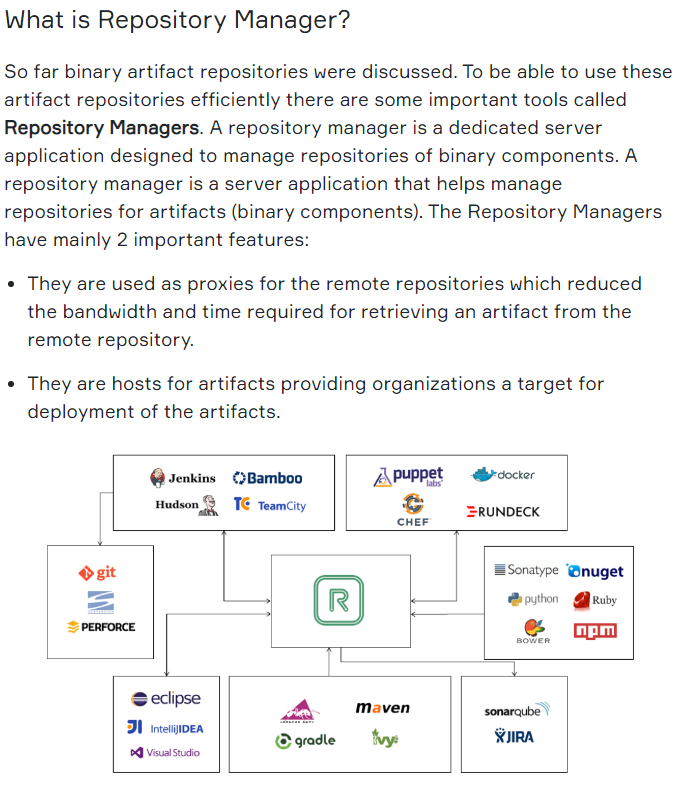 What is Repository Manager?
So far binary artifact repositories were discussed. To be able to use these
artifact repositories efficiently there are some important tools called
Repository Managers. A repository manager is a dedicated server
application designed to manage repositories of binary components. A
repository manager is a server application that helps manage
repositories for artifacts (binary components). The Repository Managers
have mainly 2 important features:
• They are used as proxies for the remote repositories which reduced
the bandwidth and time required for retrieving an artifact from the
remote repository.
• They are hosts for artifacts providing organizations a target for
deployment of the artifacts.
Jenkins Bamboo
Hudson TC TeamCity
puppet labs docker
CHEF RUNDECK
git
PERFORCE
R
Sonatype nuget
python Ruby
BOWER npm
eclipse
IJ IntelliJIDEA
Visual Studio
maven
gradle ivy
sonarqube
JIRA